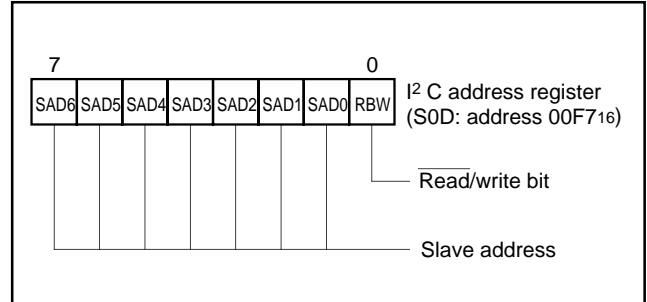 7 0
SAD6 SAD5 SAD4 SAD3 SAD2 SAD1 SAD0 RBW
I2 C address register
(S0D: address 00F716)
Read/write bit
Slave address